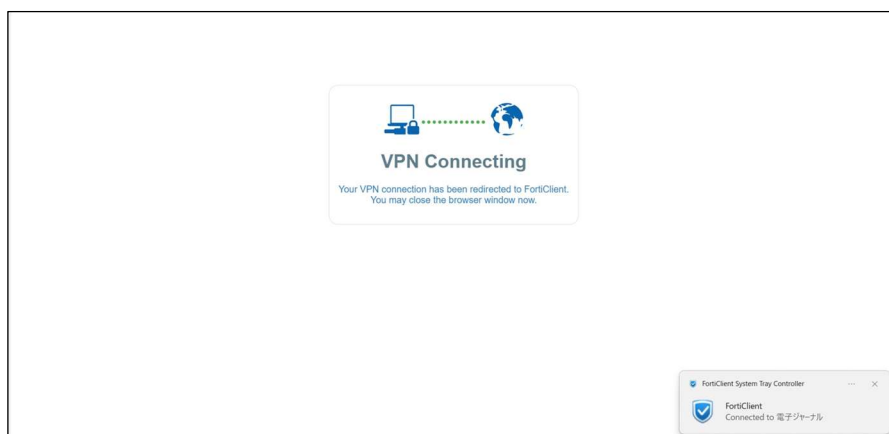 VPN Connecting
Your VPN connection has been redirected to FortiClient.
You may close the browser window now.
FortiClient System Tray Controller
FortiClient
Connected to 電子ジャーナル